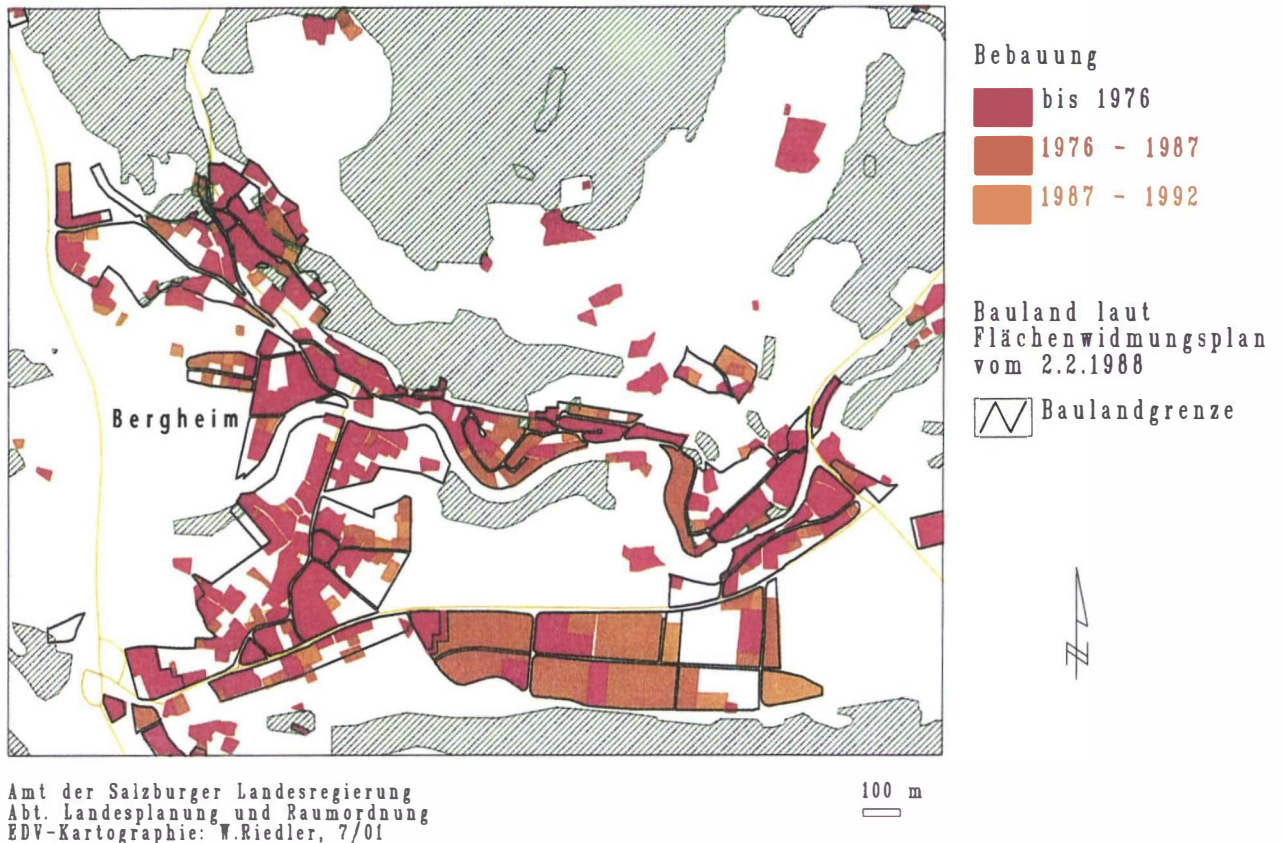 Bebauung
bis 1976
1976 - 1987
1987 - 1992
Bauland laut
Flächenwidmungsplan
vom 2.2.1988
Baulandgrenze
Bergheim
100 m
Amt der Salzburger Landesregierung
Abt. Landesplanung und Raumordnung
EDV-Kartographie: W.Riedler, 7/01